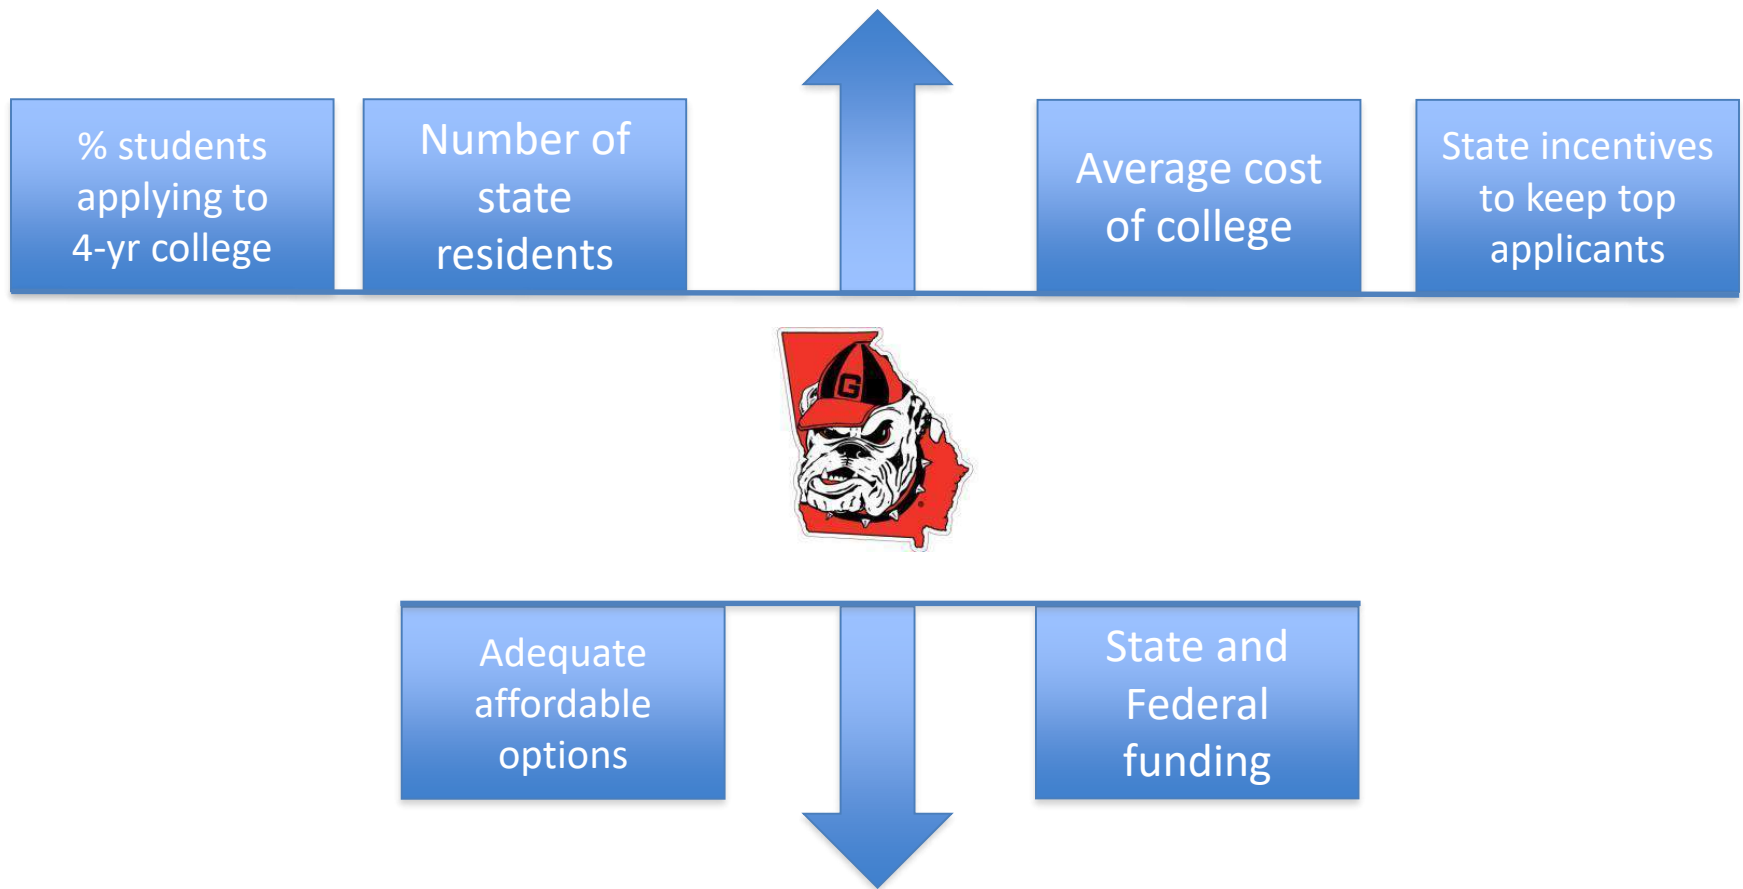 % students
applying to
4-yr college
Number of
state
residents
Average cost
of college
State incentives
to keep top
applicants
G
Adequate
affordable
options
State and
Federal
funding